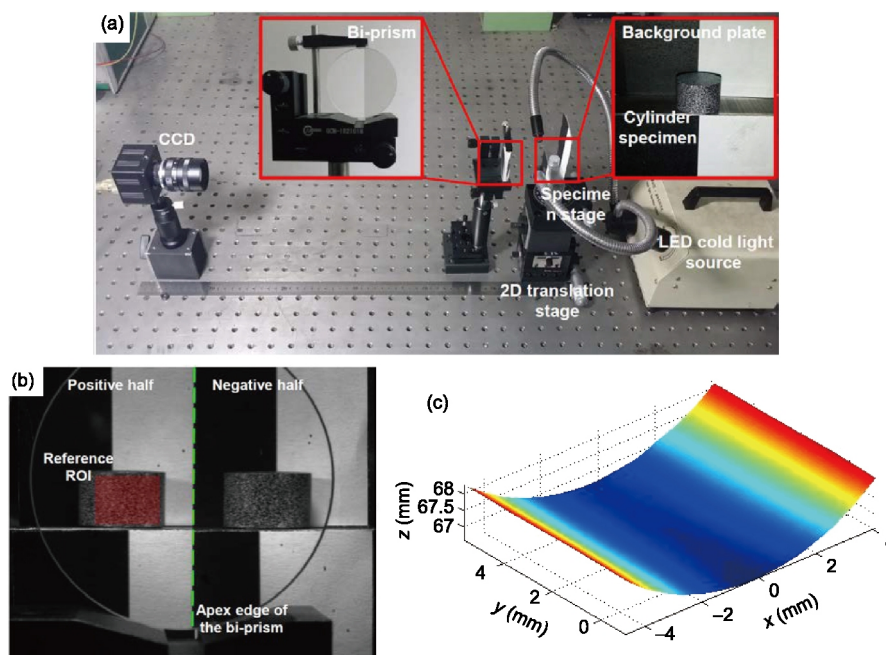 (a)
Bi-prism
Background plate
Cylinder
specimen
CCD
Specime
n stage
LED cold light
source
2D translation
stage
(b)
Positive half
Negative half
Reference
ROI
Apex edge of
the bi-prism
(c)
z (mm)
68
67.5
67
4
2
0
y (mm)
−4
−2
0
2
4
x (mm)